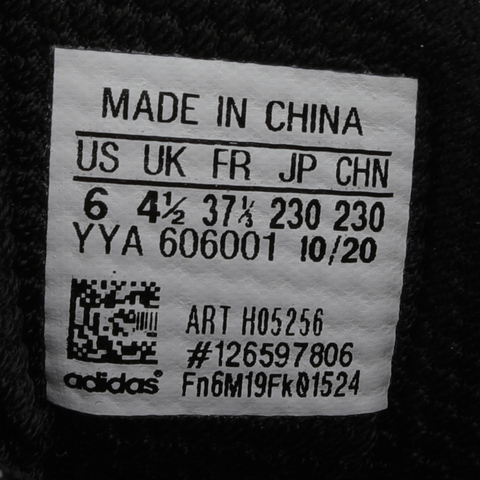 MADE IN CHINA
US UK FR JP CHN
6 4½ 37⅓ 230 230
YYA 606001 10/20
ART H05256
#126597806
adidas® Fn6M19Fk01524